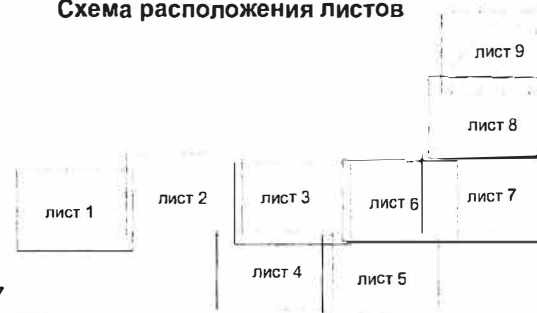 Схема расположения листов
лист 9
лист 8
лист 1
лист 2
лист 3
лист 6
лист 7
лист 4
лист 5